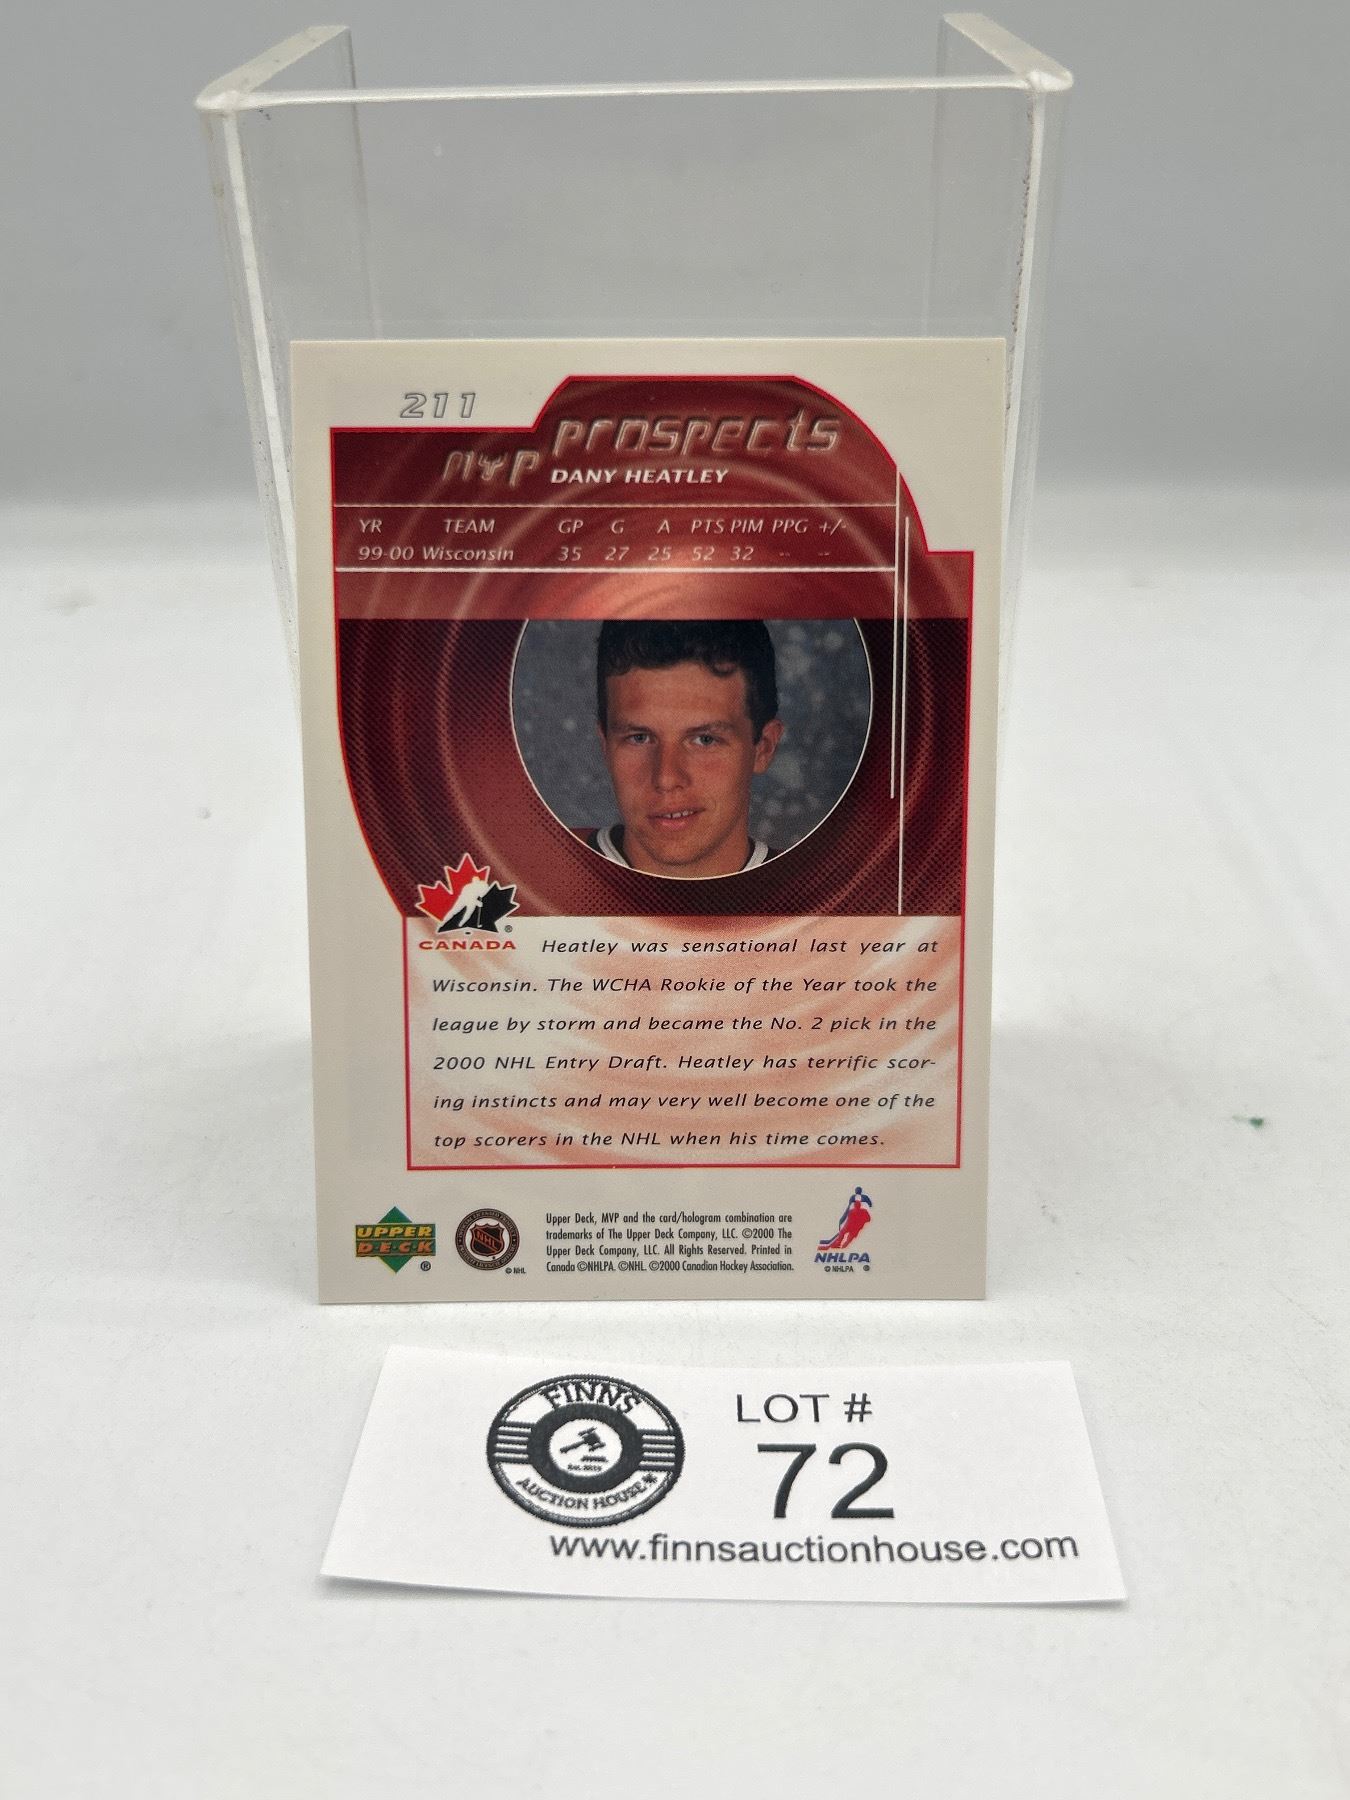 211
prospects
MVP
DANY HEATLEY
YR TEAM GP G A PTS PIM PPG +/-
99-00 Wisconsin 35 27 25 52 32 -- --
CANADA
®
Heatley was sensational last year at
Wisconsin. The WCHA Rookie of the Year took the
league by storm and became the No. 2 pick in the
2000 NHL Entry Draft. Heatley has terrific scor-
ing instincts and may very well become one of the
top scorers in the NHL when his time comes.
UPPER
DECK
®
NHL
© NHL
Upper Deck, MVP and the card/hologram combination are
trademarks of The Upper Deck Company, LLC. ©2000 The
Upper Deck Company, LLC. All Rights Reserved. Printed in
Canada ©NHLPA. ©NHL. ©2000 Canadian Hockey Association.
NHLPA
© NHLPA ®
FINNS
AUCTION HOUSE
LOT #
72
www.finnsauctionhouse.com